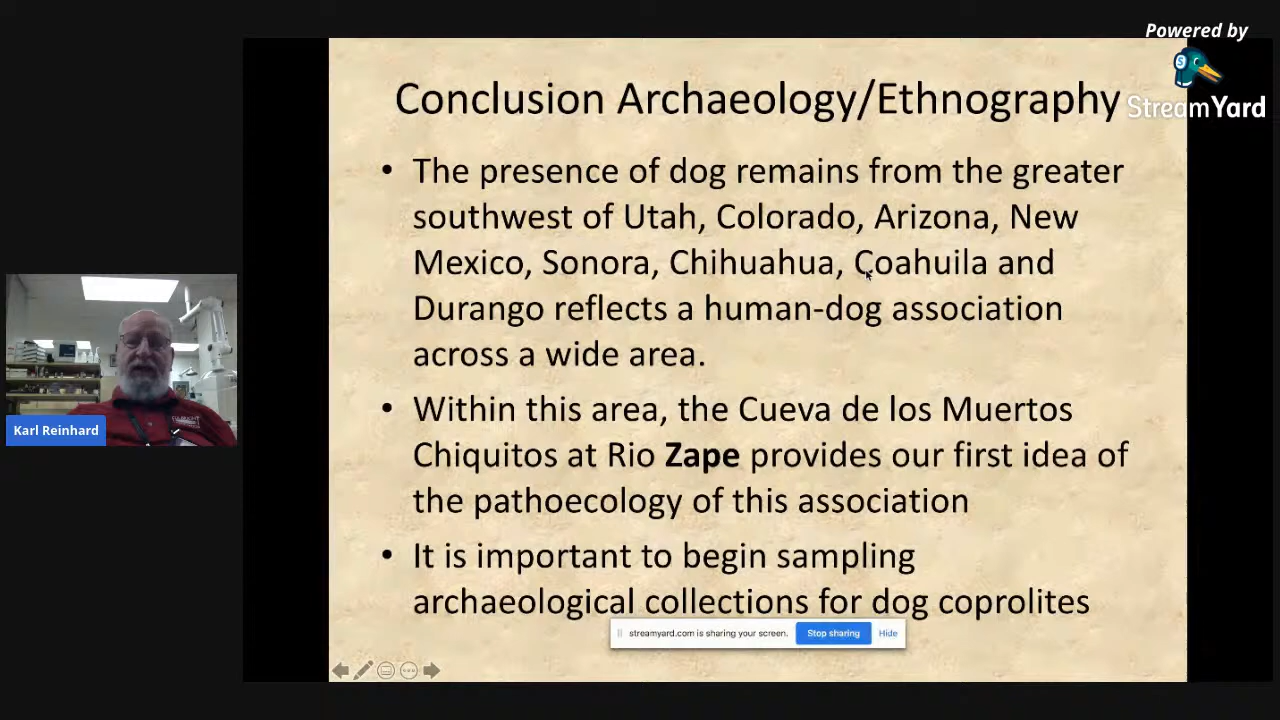 Powered by
StreamYard
Conclusion Archaeology/Ethnography
• The presence of dog remains from the greater
southwest of Utah, Colorado, Arizona, New
Mexico, Sonora, Chihuahua, Coahuila and
Durango reflects a human-dog association
across a wide area.
• Within this area, the Cueva de los Muertos
Chiquitos at Rio Zape provides our first idea of
the pathoecology of this association
• It is important to begin sampling
archaeological collections for dog coprolites
streamyard.com is sharing your screen. Stop sharing Hide
Karl Reinhard